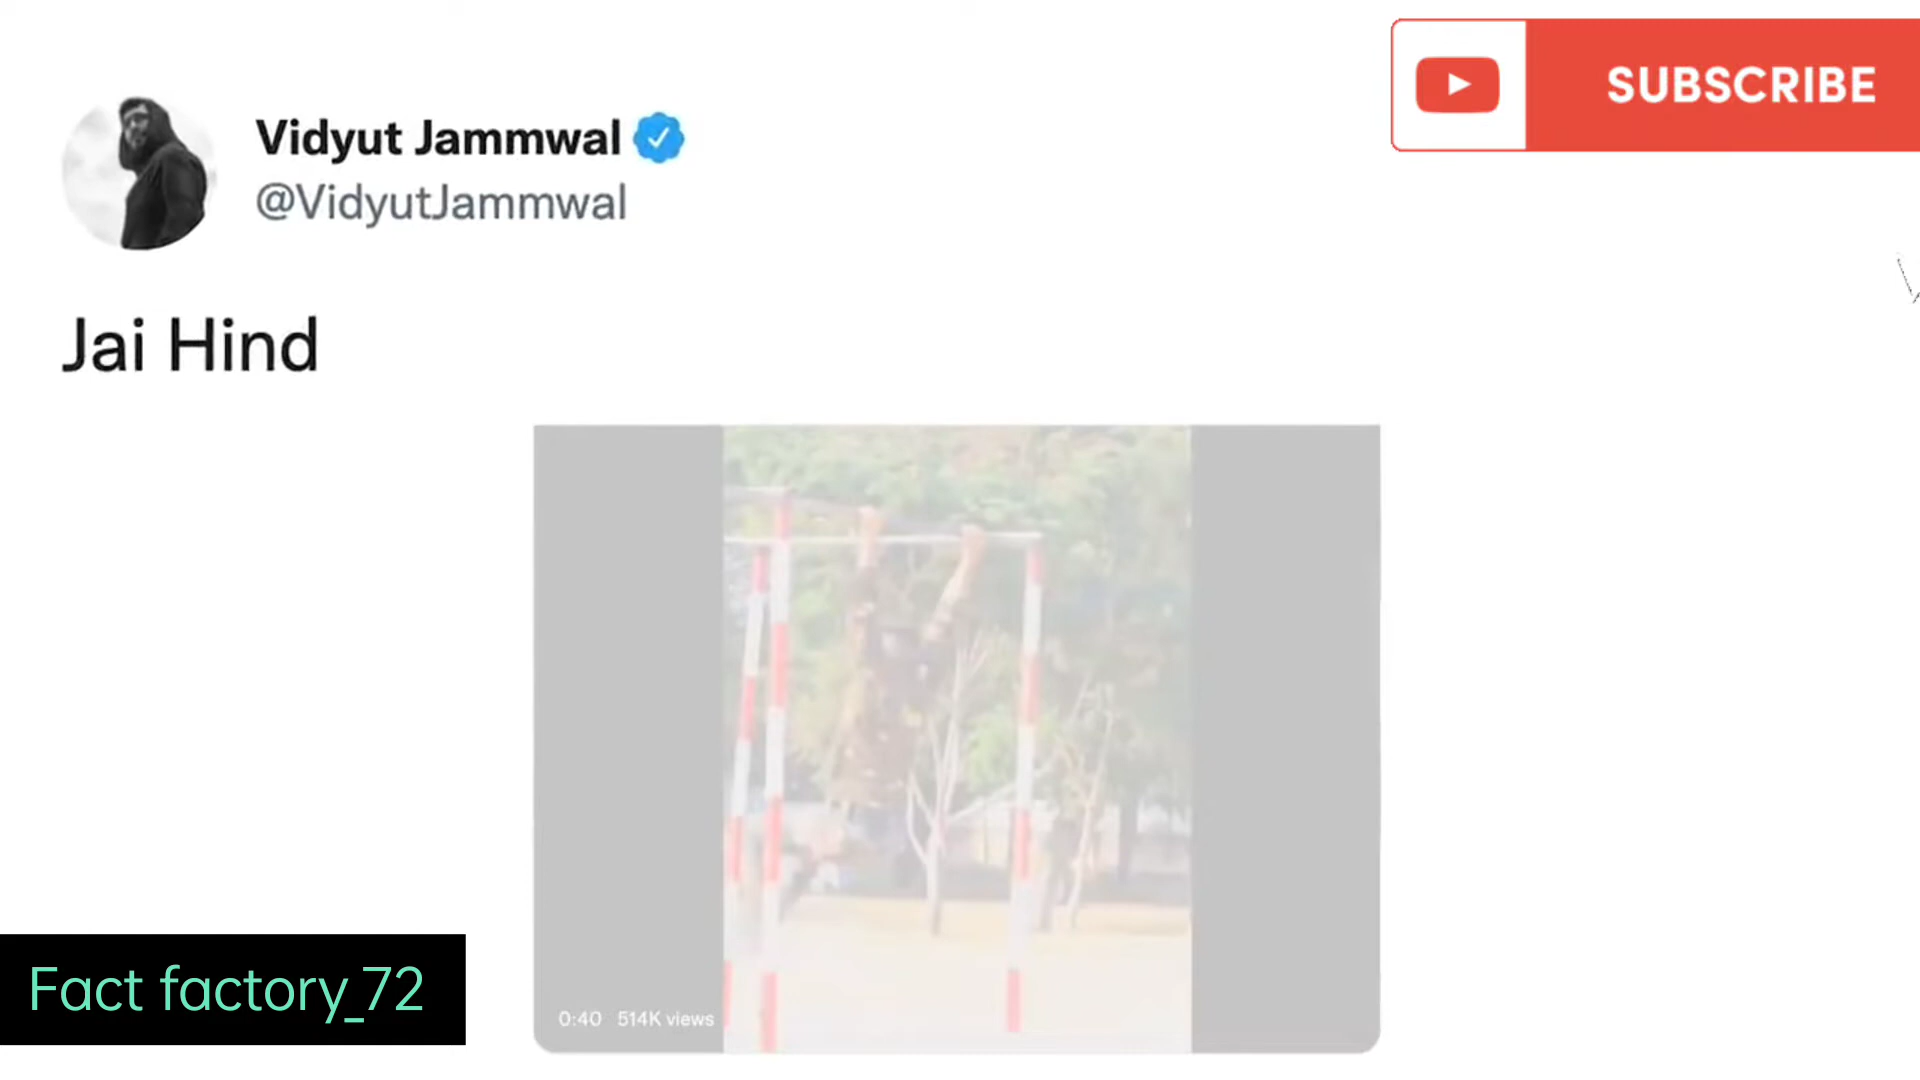 SUBSCRIBE
Vidyut Jammwal
@VidyutJammwal
Jai Hind
0:40 514K views
Fact factory_72